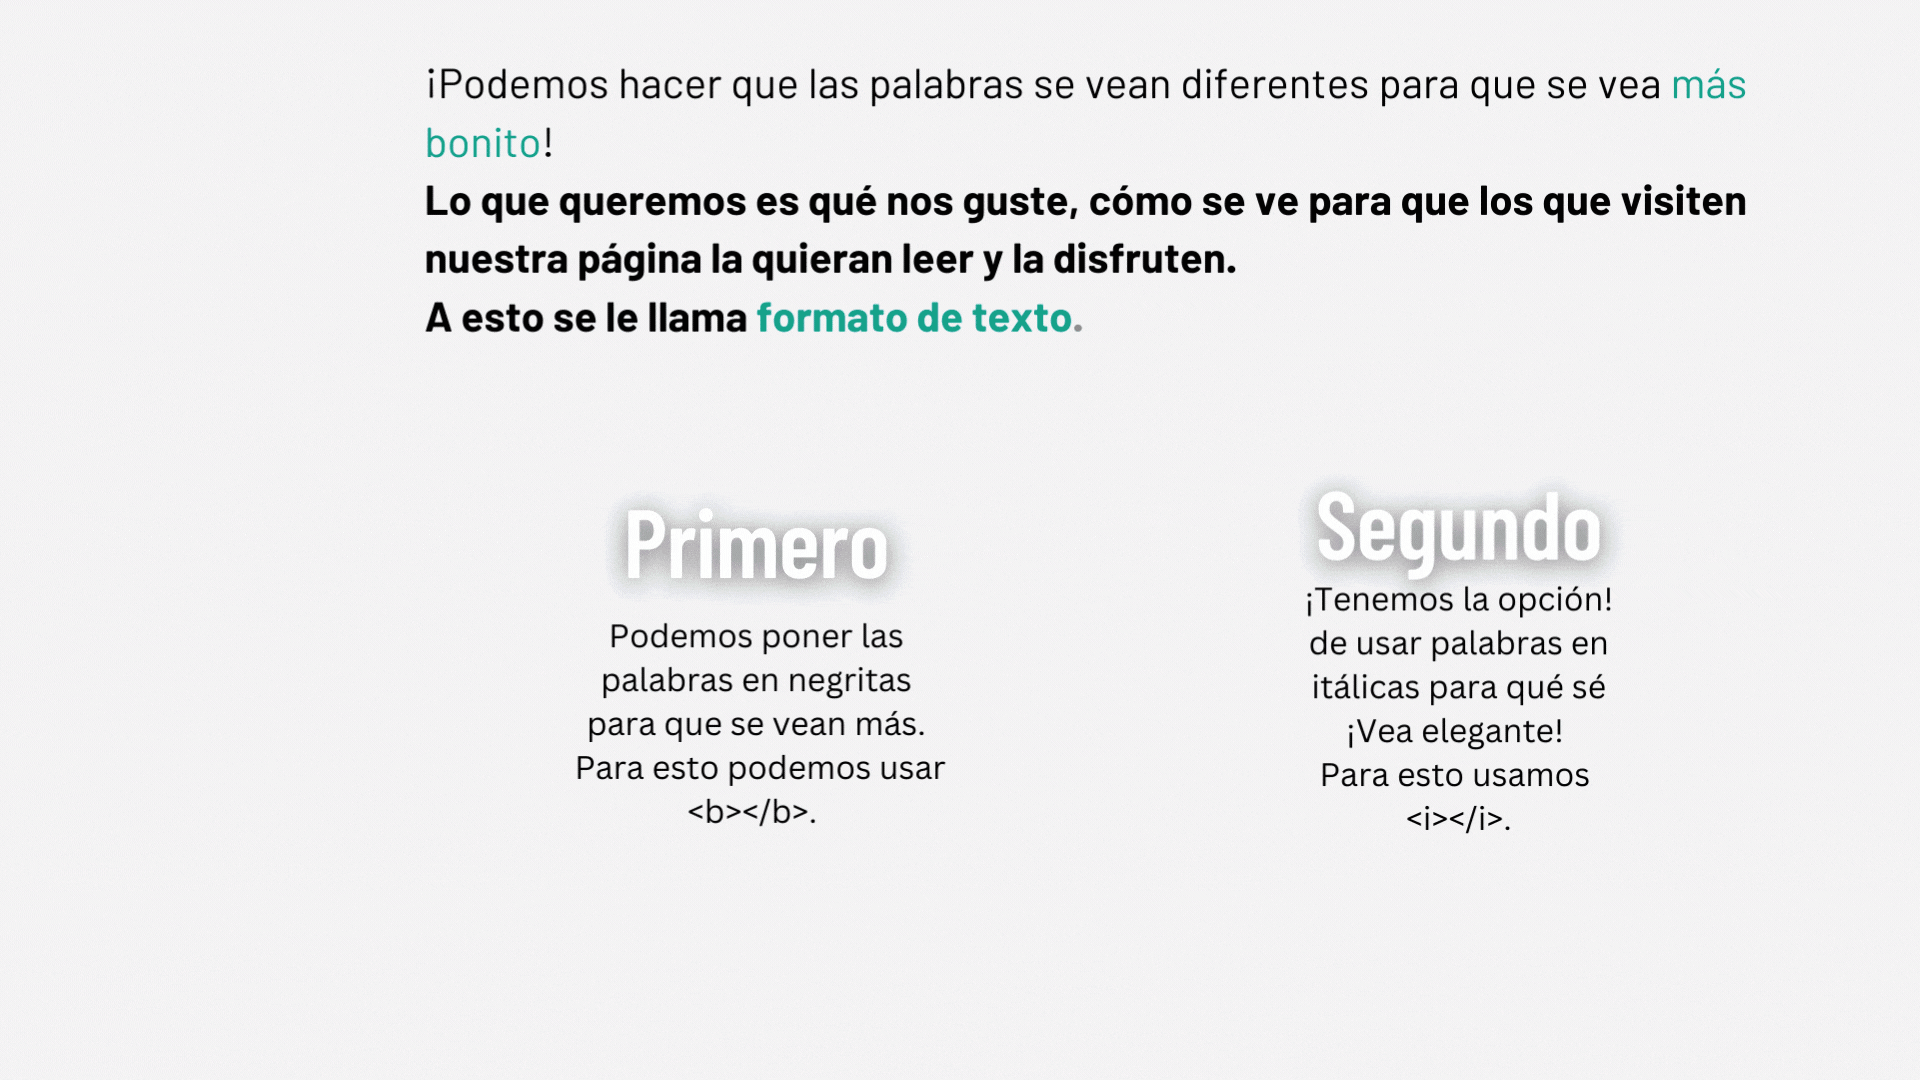 ¡Podemos hacer que las palabras se vean diferentes para que se vea más
bonito!
Lo que queremos es qué nos guste, cómo se ve para que los que visiten
nuestra página la quieran leer y la disfruten.
A esto se le llama formato de texto.
Primero
Podemos poner las
palabras en negritas
para que se vean más.
Para esto podemos usar
<b></b>.
Segundo
¡Tenemos la opción!
de usar palabras en
itálicas para qué sé
¡Vea elegante!
Para esto usamos
<i></i>.